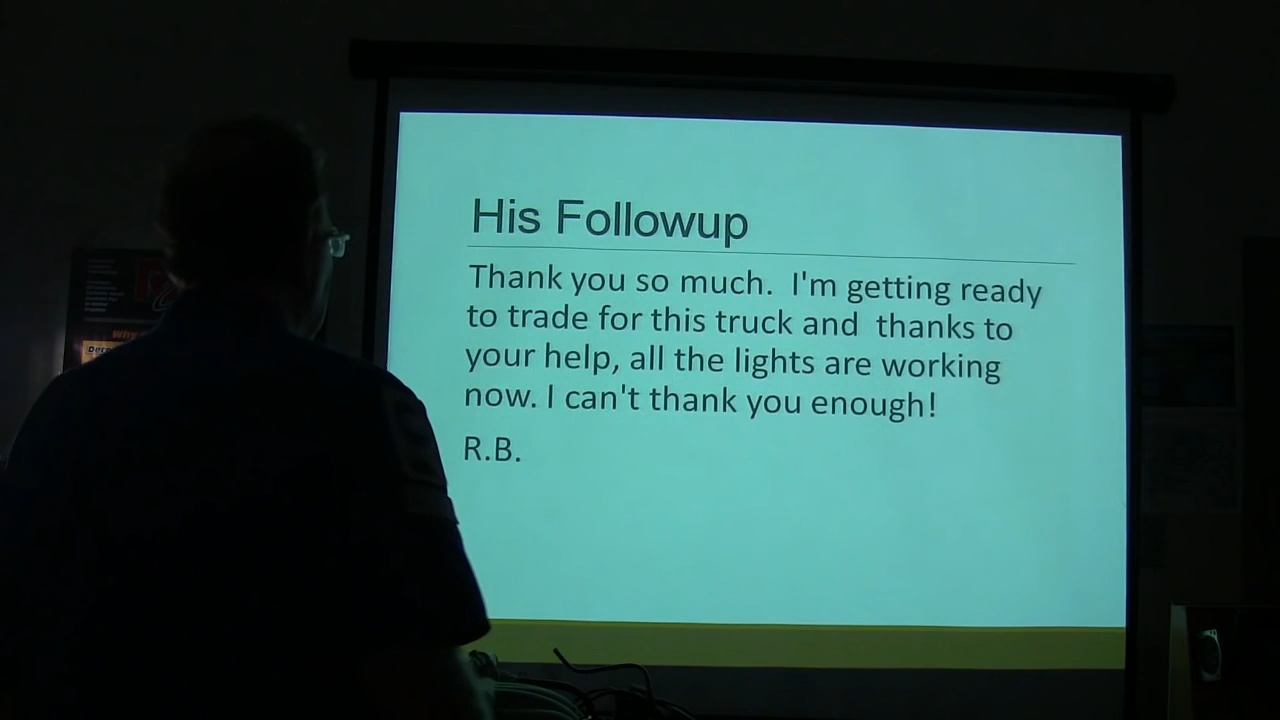 His Followup
Thank you so much.  I'm getting ready
to trade for this truck and  thanks to
your help, all the lights are working
now. I can't thank you enough!
R.B.